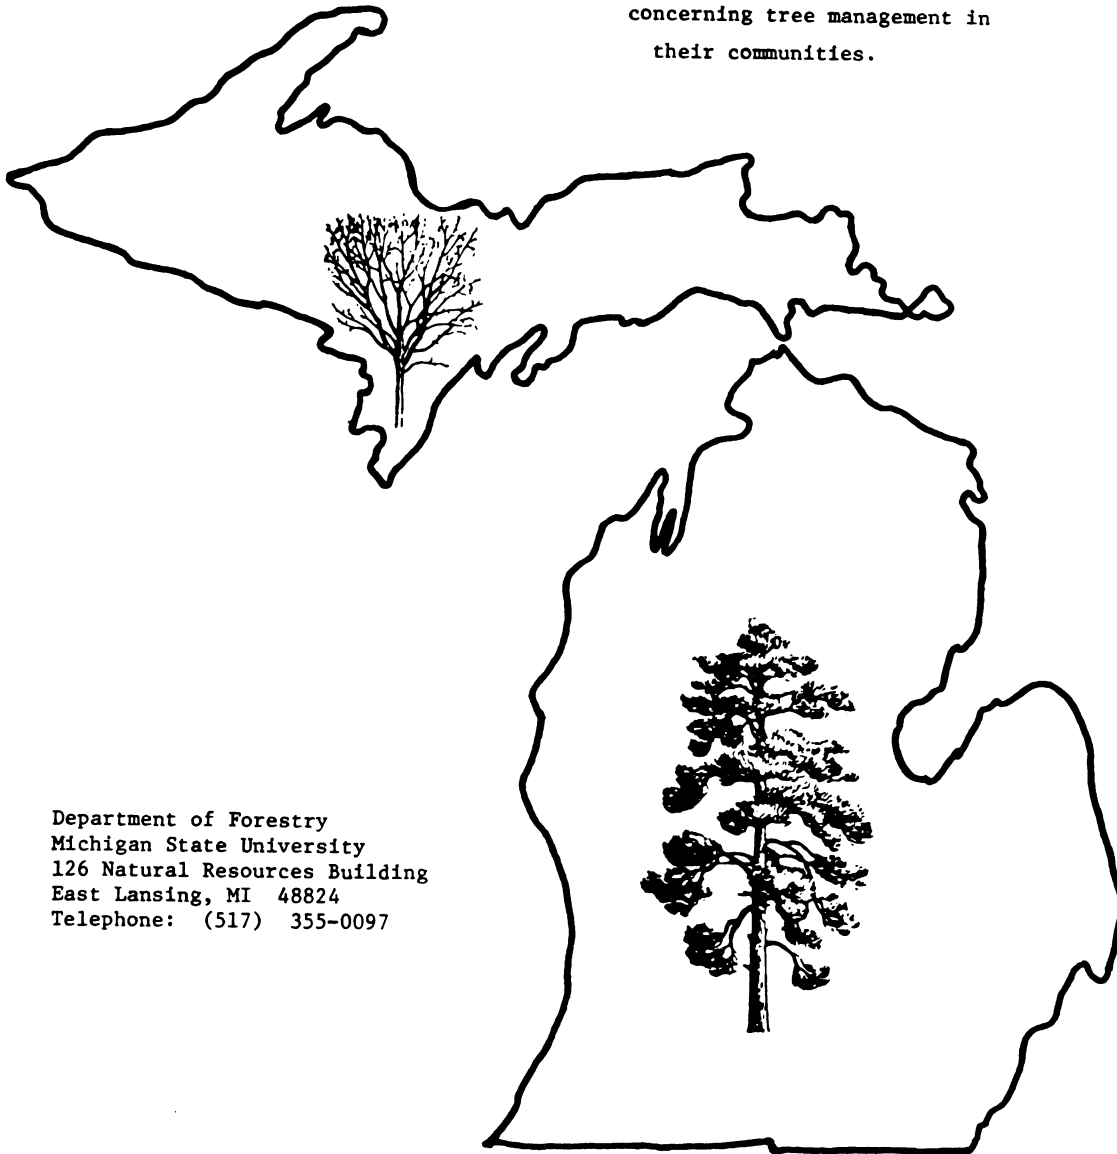 concerning tree management in
their communities.
Department of Forestry
Michigan State University
126 Natural Resources Building
East Lansing, MI 48824
Telephone: (517) 355-0097